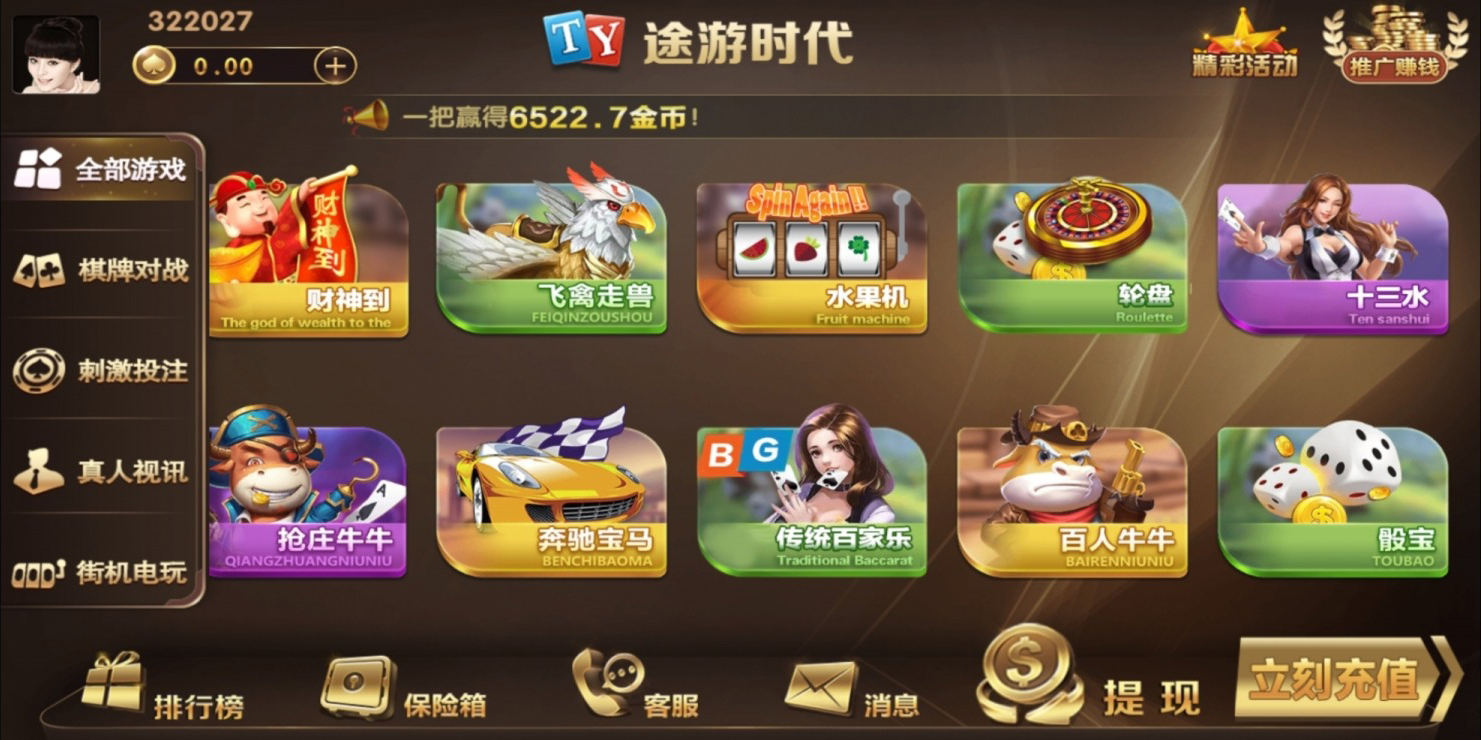 322027
0.00
TY 途游时代
精彩活动
推广赚钱
一把赢得6522.7金币!
全部游戏
棋牌对战
刺激投注
真人视讯
街机电玩
财神到
财神到
The god of wealth to the
飞禽走兽
FEIQINZOUSHOU
Spin Again!!
水果机
Fruit machine
轮盘
Roulette
十三水
Ten sanshui
A
抢庄牛牛
QIANGZHUANGNIUNIU
奔驰宝马
BENCHIBAOMA
BG
传统百家乐
Traditional Baccarat
百人牛牛
BAIRENNIUNIU
骰宝
TOUBAO
排行榜
保险箱
客服
消息
提现
立刻充值